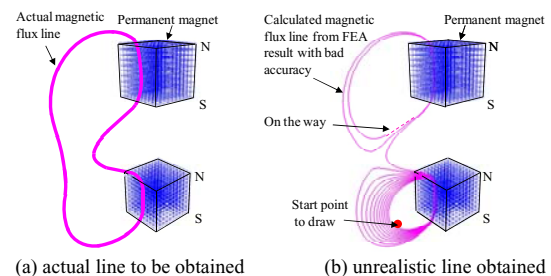 Actual magnetic
flux line
Permanent magnet
N
S
N
S
(a) actual line to be obtained
Calculated magnetic
flux line from FEA
result with bad
accuracy
Permanent magnet
N
S
On the way
N
S
Start point
to draw
(b) unrealistic line obtained